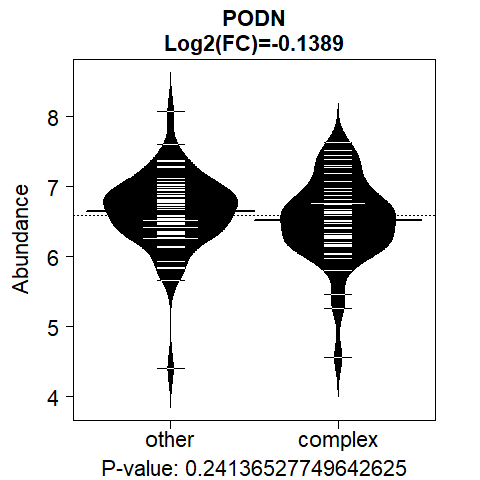 PODN
Log2(FC)=-0.1389
Abundance
8
7
6
5
4
other complex
P-value: 0.24136527749642625